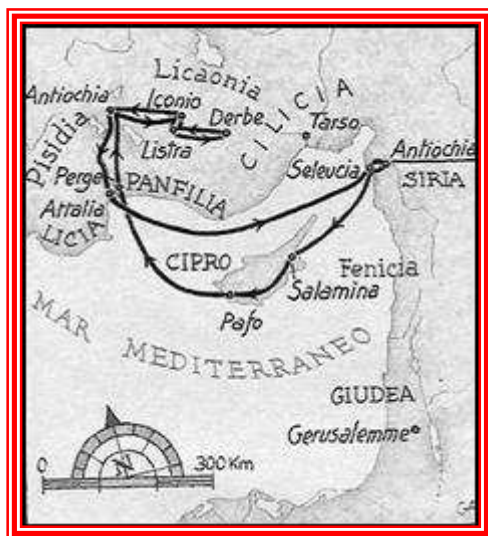 Licaonia
Antiochia
Iconio
Derbe
CILICIA
Tarso
Listra
Pisidia
Antiochia
Seleucia
SIRIA
Perge
PANFILIA
Attalia
LICIA
CIPRO
Fenicia
Salamina
Pafo
MAR MEDITERRANEO
GIUDEA
Gerusalemme
N
0
300 Km